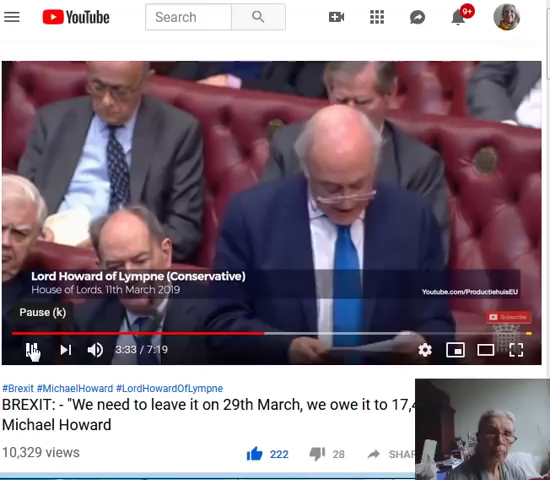 YouTube
Search
9+
Lord Howard of Lympne (Conservative)
House of Lords, 11th March 2019
Youtube.com/ProductiehuisEU
Pause (k)
Subscribe
3:33 / 7:19
#Brexit #MichaelHoward #LordHowardOfLympne
BREXIT: - "We need to leave it on 29th March, we owe it to 17,4
Michael Howard
10,329 views
222
28
SHAR